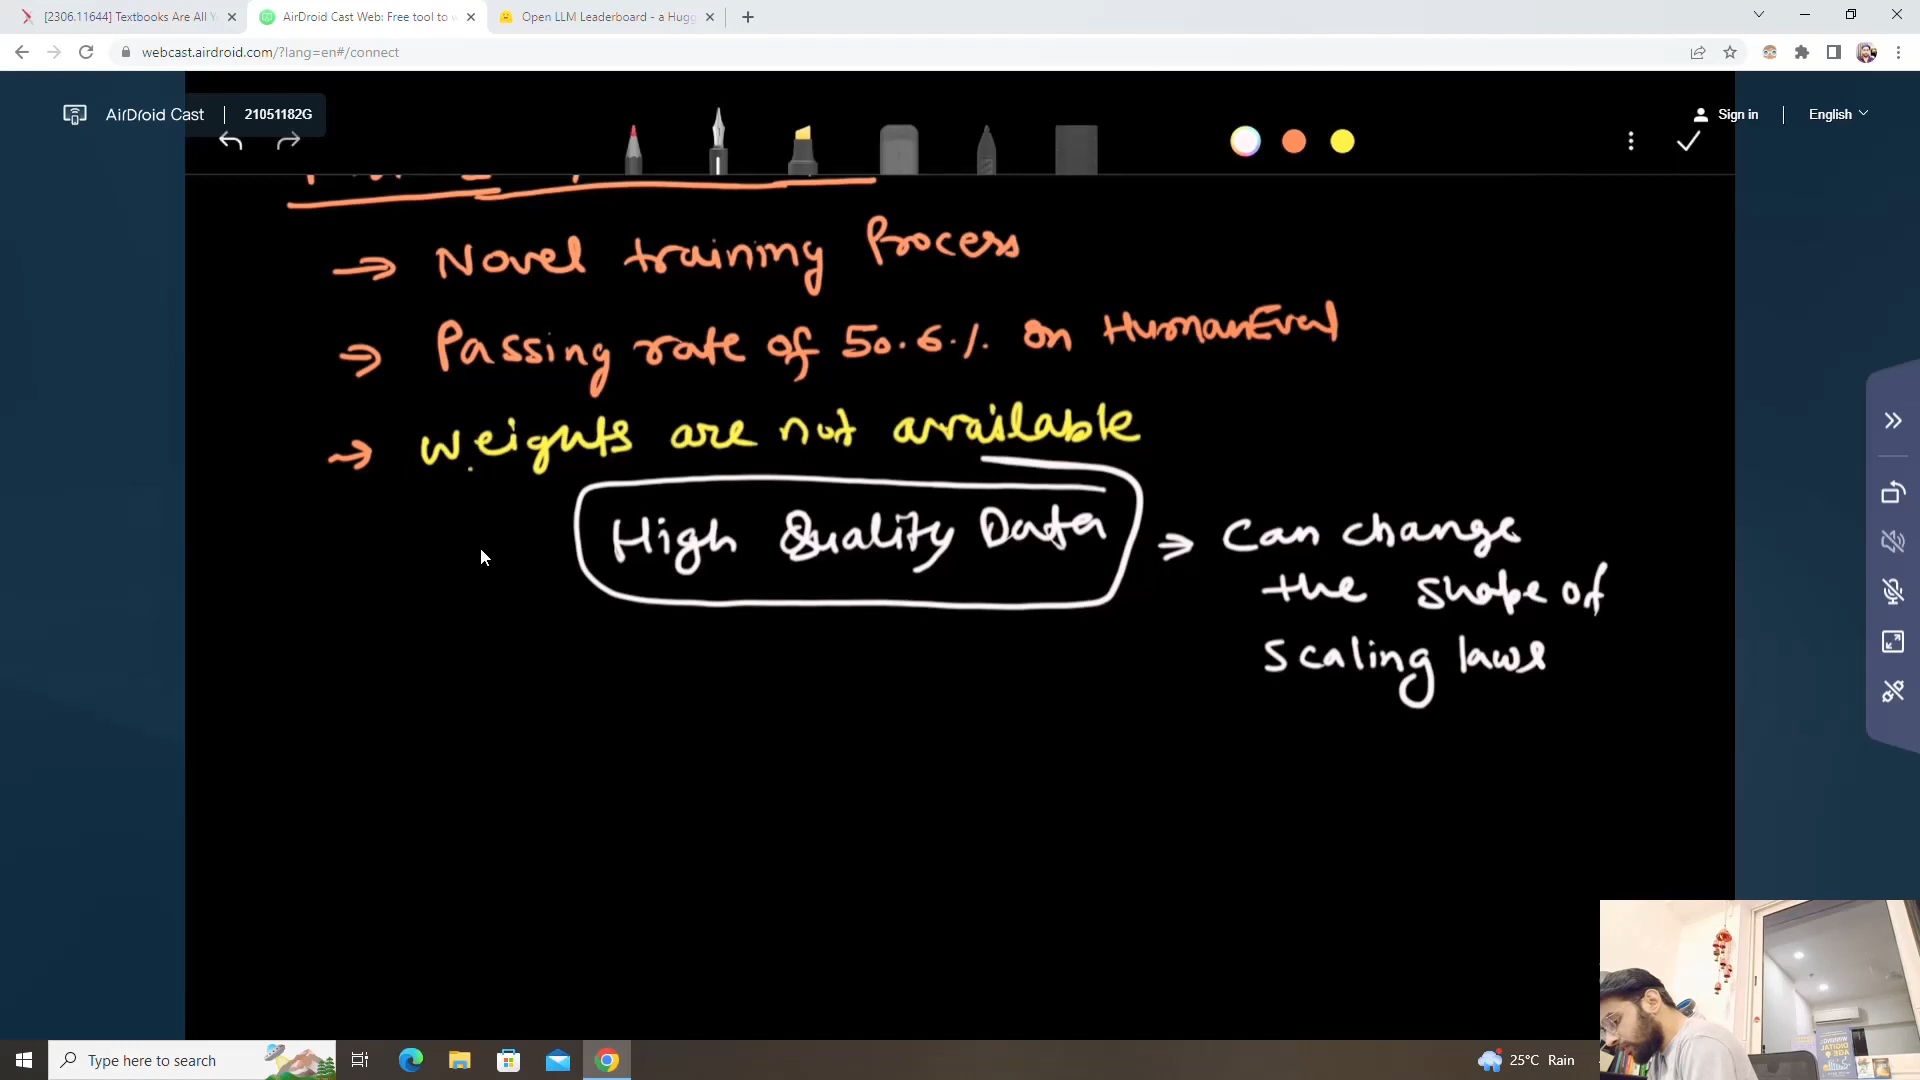 [2306.11644] Textbooks Are All Y
AirDroid Cast Web: Free tool to
Open LLM Leaderboard - a Hugg
webcast.airdroid.com/?lang=en#/connect
AirDroid Cast
21051182G
Sign in
English
→ Novel training Process
→ Passing rate of 50.6% on HumanEval
→ Weights are not available
High Quality Data ⇒ can change
the shape of
scaling laws
Type here to search
25°C Rain
DIGITAL
AGE